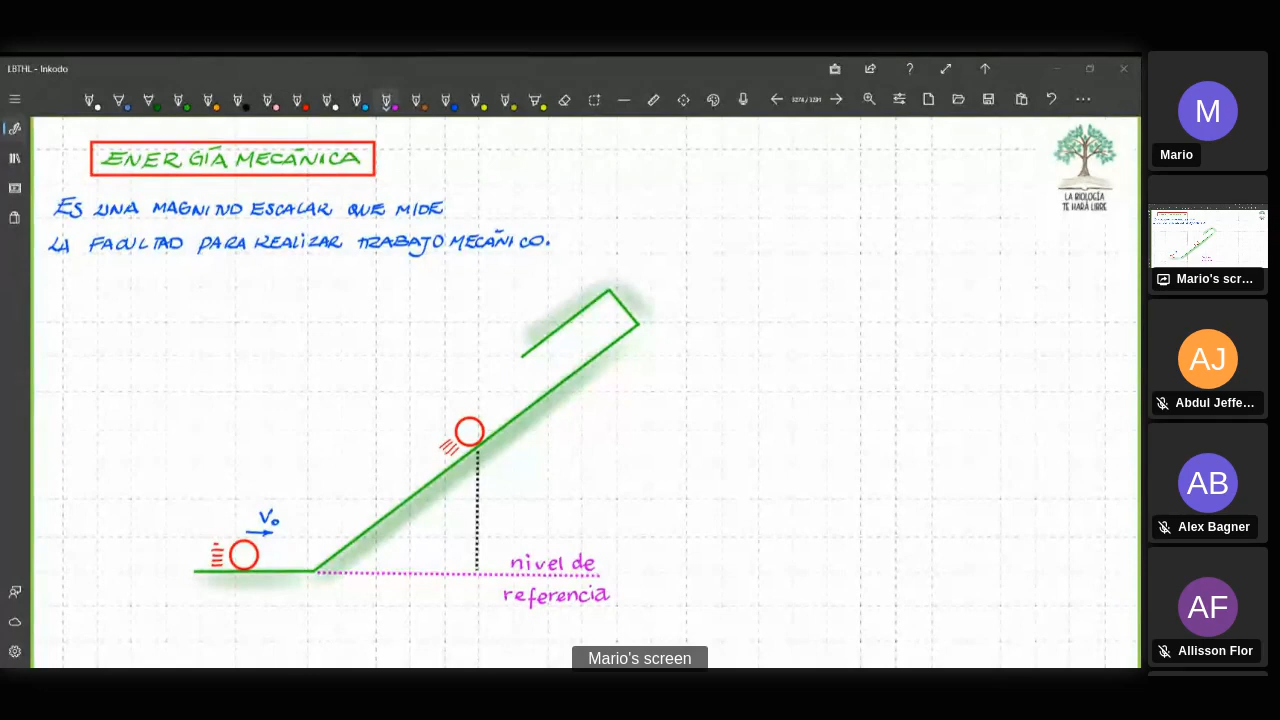 LBTHL - Inkodo
ENERGÍA MECÁNICA
ES UNA MAGNITUD ESCALAR QUE MIDE
LA FACULTAD PARA REALIZAR TRABAJO MECÁNICO.
V₀
nivel de
referencia
LA BIOLOGÍA
TE HARÁ LIBRE
Mario's screen
M
Mario
Mario's scr...
AJ
Abdul Jeffe...
AB
Alex Bagner
AF
Allisson Flor